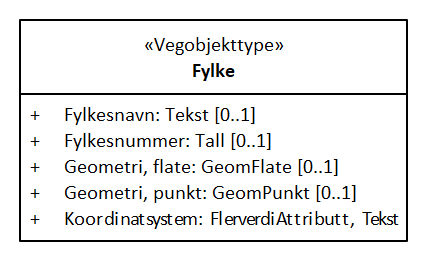 «Vegobjekttype»
Fylke
+ Fylkesnavn: Tekst [0..1]
+ Fylkesnummer: Tall [0..1]
+ Geometri, flate: GeomFlate [0..1]
+ Geometri, punkt: GeomPunkt [0..1]
+ Koordinatsystem: FlerverdiAttributt, Tekst